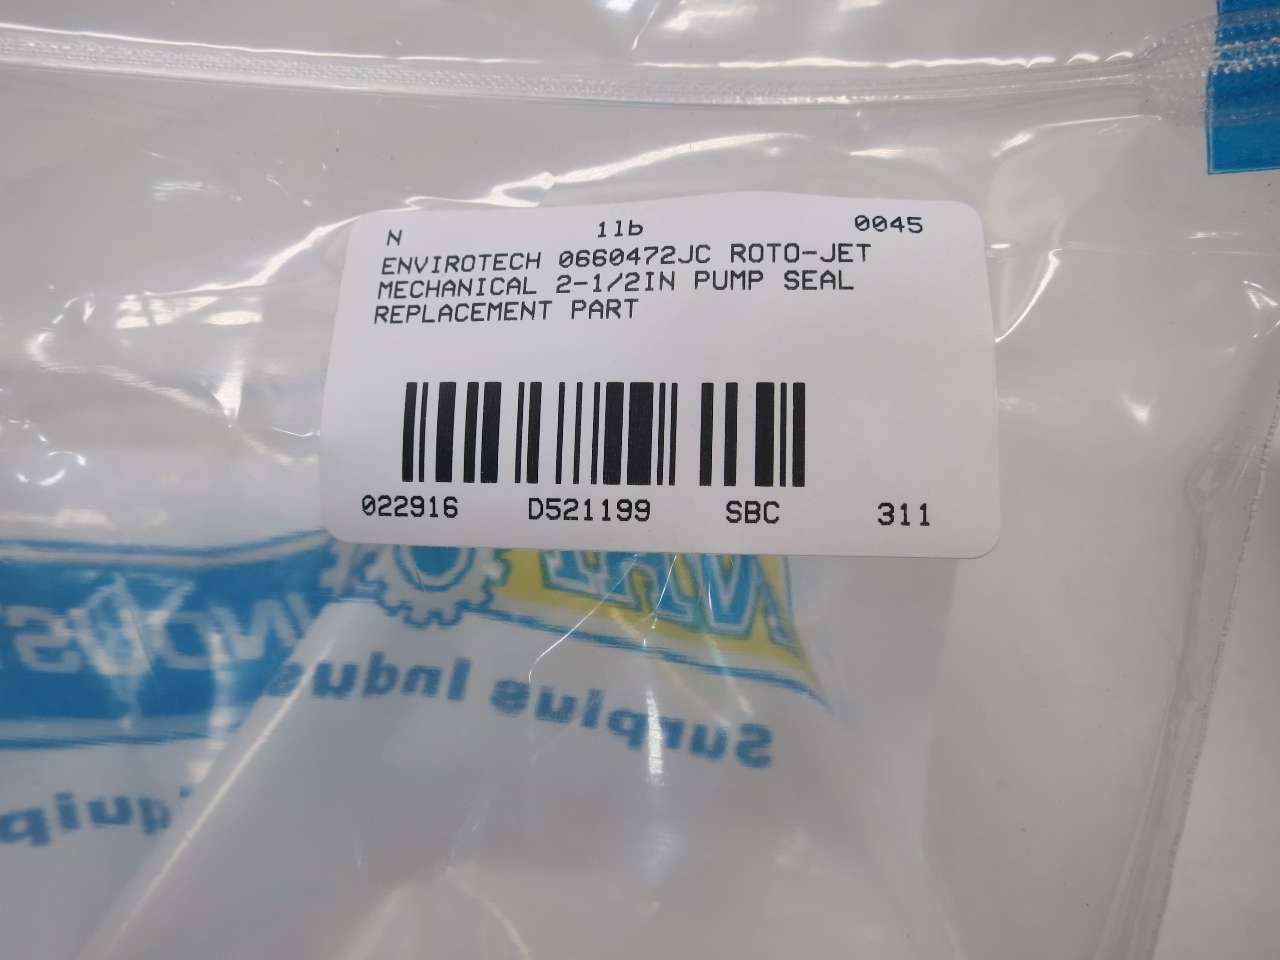 N 1lb 0045
ENVIROTECH 0660472JC ROTO-JET
MECHANICAL 2-1/2IN PUMP SEAL
REPLACEMENT PART
022916 D521199 SBC 311
Surplus Indus